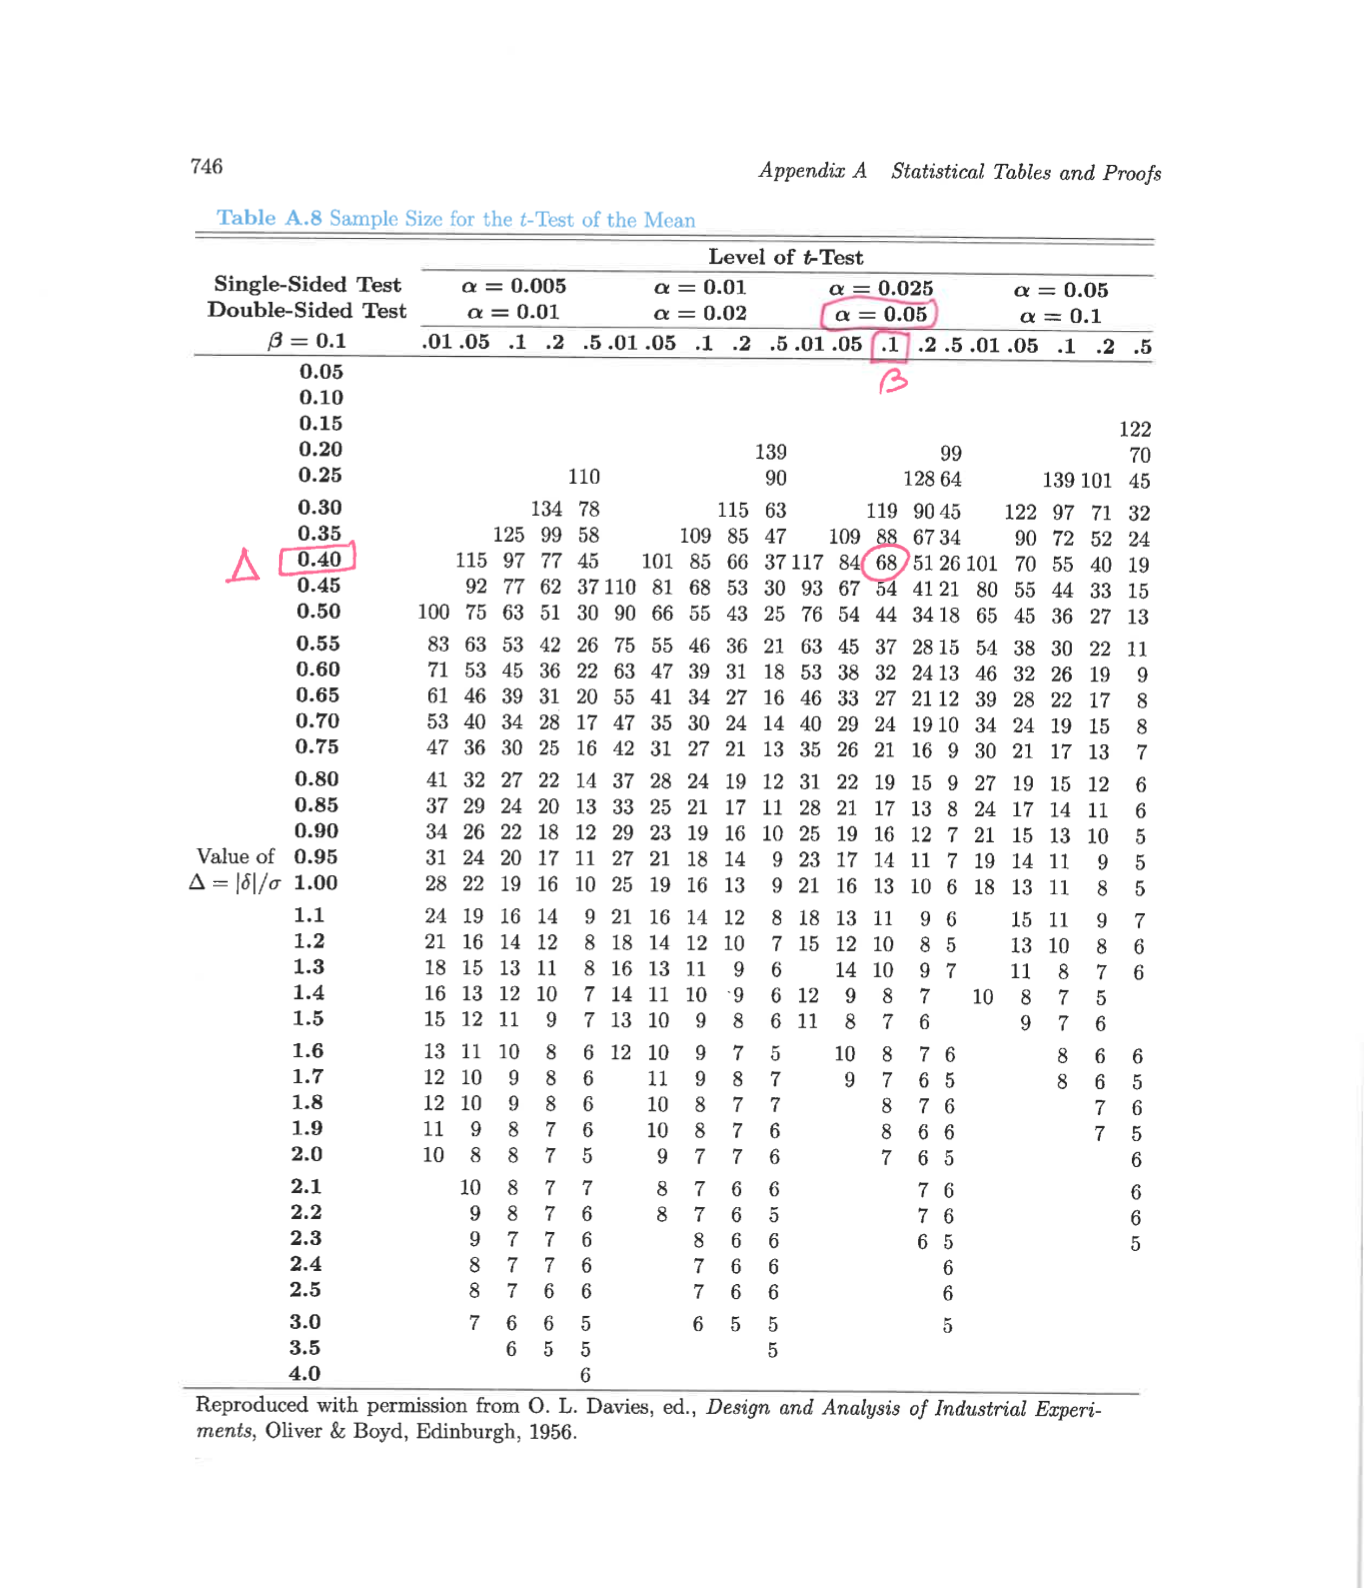 746
Appendix A Statistical Tables and Proofs
Table A.8 Sample Size for the t-Test of the Mean
Level of t-Test
Single-Sided Test α = 0.005 α = 0.01 α = 0.025 α = 0.05
Double-Sided Test α = 0.01 α = 0.02 α = 0.05 α = 0.1
β = 0.1 .01 .05 .1 .2 .5 .01 .05 .1 .2 .5 .01 .05 .1 .2 .5 .01 .05 .1 .2 .5
β
0.05
0.10
0.15 122
0.20 139 99 70
0.25 110 90 128 64 139 101 45
0.30 134 78 115 63 119 90 45 122 97 71 32
0.35 125 99 58 109 85 47 109 88 67 34 90 72 52 24
Δ 0.40 115 97 77 45 101 85 66 37 117 84 68 51 26 101 70 55 40 19
0.45 92 77 62 37 110 81 68 53 30 93 67 54 41 21 80 55 44 33 15
0.50 100 75 63 51 30 90 66 55 43 25 76 54 44 34 18 65 45 36 27 13
0.55 83 63 53 42 26 75 55 46 36 21 63 45 37 28 15 54 38 30 22 11
0.60 71 53 45 36 22 63 47 39 31 18 53 38 32 24 13 46 32 26 19 9
0.65 61 46 39 31 20 55 41 34 27 16 46 33 27 21 12 39 28 22 17 8
0.70 53 40 34 28 17 47 35 30 24 14 40 29 24 19 10 34 24 19 15 8
0.75 47 36 30 25 16 42 31 27 21 13 35 26 21 16 9 30 21 17 13 7
0.80 41 32 27 22 14 37 28 24 19 12 31 22 19 15 9 27 19 15 12 6
0.85 37 29 24 20 13 33 25 21 17 11 28 21 17 13 8 24 17 14 11 6
0.90 34 26 22 18 12 29 23 19 16 10 25 19 16 12 7 21 15 13 10 5
Value of 0.95 31 24 20 17 11 27 21 18 14 9 23 17 14 11 7 19 14 11 9 5
Δ = |δ|/σ 1.00 28 22 19 16 10 25 19 16 13 9 21 16 13 10 6 18 13 11 8 5
1.1 24 19 16 14 9 21 16 14 12 8 18 13 11 9 6 15 11 9 7
1.2 21 16 14 12 8 18 14 12 10 7 15 12 10 8 5 13 10 8 6
1.3 18 15 13 11 8 16 13 11 9 6 14 10 9 7 11 8 7 6
1.4 16 13 12 10 7 14 11 10 9 6 12 9 8 7 10 8 7 5
1.5 15 12 11 9 7 13 10 9 8 6 11 8 7 6 9 7 6
1.6 13 11 10 8 6 12 10 9 7 5 10 8 7 6 8 6 6
1.7 12 10 9 8 6 11 9 8 7 9 7 6 5 8 6 5
1.8 12 10 9 8 6 10 8 7 7 8 7 6 7 6
1.9 11 9 8 7 6 10 8 7 6 8 6 6 7 5
2.0 10 8 8 7 5 9 7 7 6 7 6 5 6
2.1 10 8 7 7 8 7 6 6 7 6 6
2.2 9 8 7 6 8 7 6 5 7 6 6
2.3 9 7 7 6 8 6 6 6 5 5
2.4 8 7 7 6 7 6 6 6
2.5 8 7 6 6 7 6 6 6
3.0 7 6 6 5 6 5 5 5
3.5 6 5 5 5
4.0 6
Reproduced with permission from O. L. Davies, ed., Design and Analysis of Industrial Experi-
ments, Oliver & Boyd, Edinburgh, 1956.